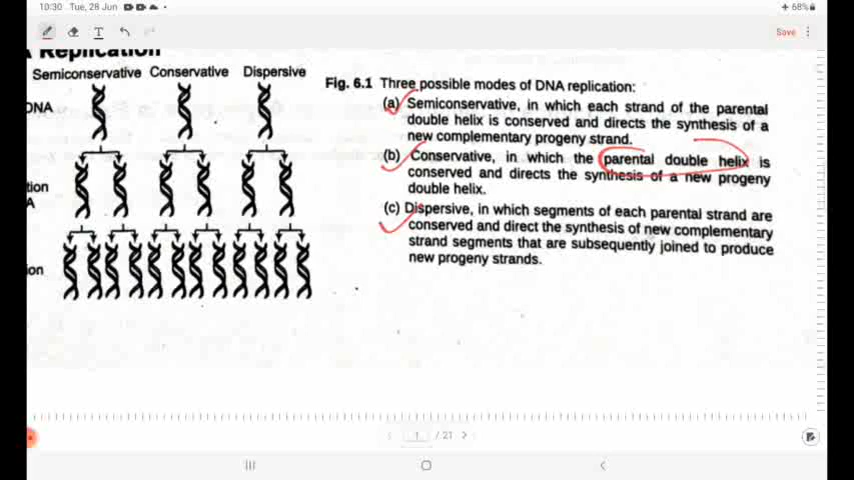 10:30 Tue, 28 Jun
68%
Save
Replication
Semiconservative Conservative Dispersive
DNA
tion
A
ion
Fig. 6.1 Three possible modes of DNA replication:
(a) Semiconservative, in which each strand of the parental
double helix is conserved and directs the synthesis of a
new complementary progeny strand.
(b) Conservative, in which the parental double helix is
conserved and directs the synthesis of a new progeny
double helix.
(c) Dispersive, in which segments of each parental strand are
conserved and direct the synthesis of new complementary
strand segments that are subsequently joined to produce
new progeny strands.
1 / 21